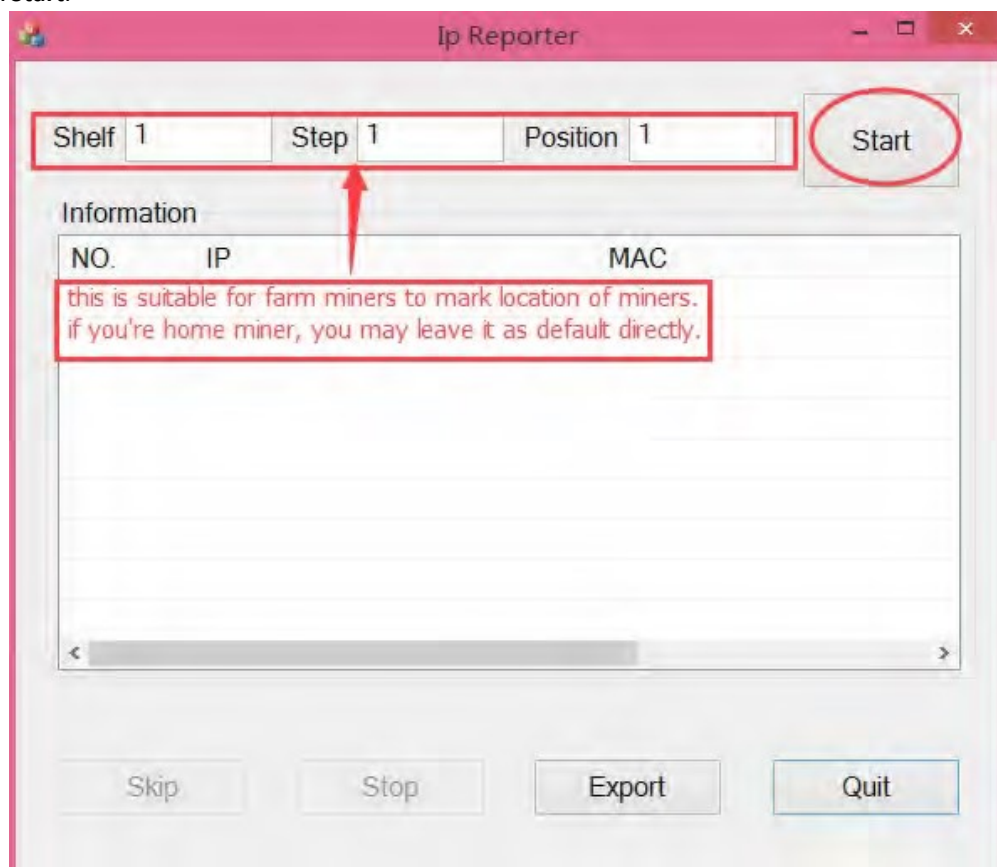 Ip Reporter
Shelf 1 Step 1 Position 1 Start
Information
NO. IP MAC
this is suitable for farm miners to mark location of miners.
if you're home miner, you may leave it as default directly.
Skip Stop Export Quit